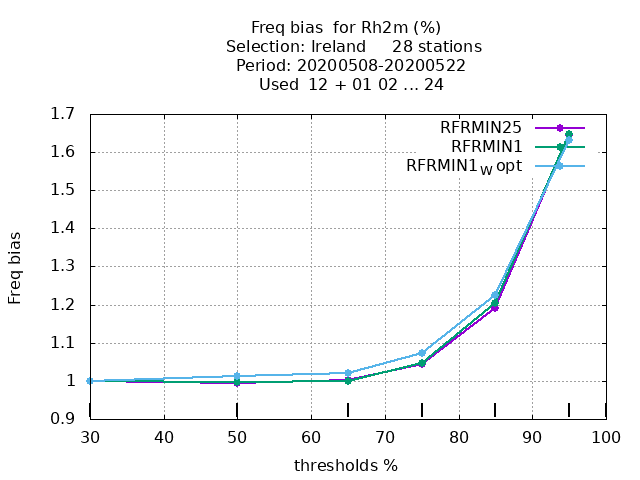 Freq bias  for Rh2m (%)
Selection: Ireland     28 stations
Period: 20200508-20200522
Used  12 + 01 02 ... 24
RFRMIN25
RFRMIN1
RFRMIN1W opt
1.7
1.6
1.5
1.4
1.3
1.2
1.1
1
0.9
Freq bias
30 40 50 60 70 80 90 100
thresholds %